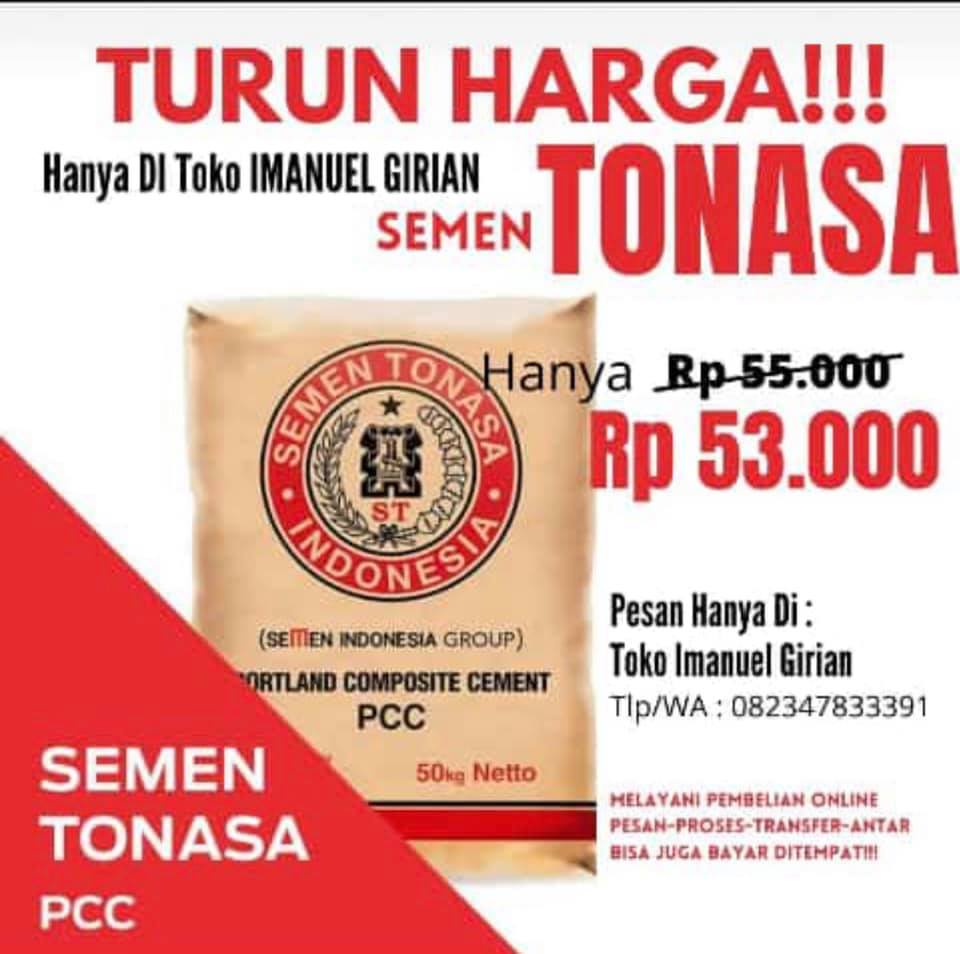 TURUN HARGA!!!
Hanya DI Toko IMANUEL GIRIAN
SEMEN TONASA
Hanya Rp 55.000
Rp 53.000
SEMEN TONASA
ST
INDONESIA
(SEMEN INDONESIA GROUP)
PORTLAND COMPOSITE CEMENT
PCC
50kg Netto
Pesan Hanya Di :
Toko Imanuel Girian
Tlp/WA : 082347833391
MELAYANI PEMBELIAN ONLINE
PESAN-PROSES-TRANSFER-ANTAR
BISA JUGA BAYAR DITEMPAT!!!
SEMEN
TONASA
PCC